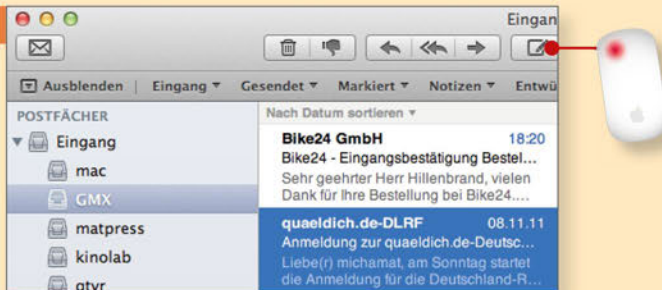 Eingan
Ausblenden | Eingang Gesendet Markiert Notizen Entwü
POSTFÄCHER
Eingang
mac
GMX
matpress
kinolab
Nach Datum sortieren
Bike24 GmbH 18:20
Bike24 - Eingangsbestätigung Bestel...
Sehr geehrter Herr Hillenbrand, vielen
Dank für Ihre Bestellung bei Bike24....
quaeldich.de-DLRF 08.11.11
Anmeldung zur quaeldich.de-Deutsc...
Liebe(r) michamat, am Sonntag startet
die Anmeldung für die Deutschland-R...